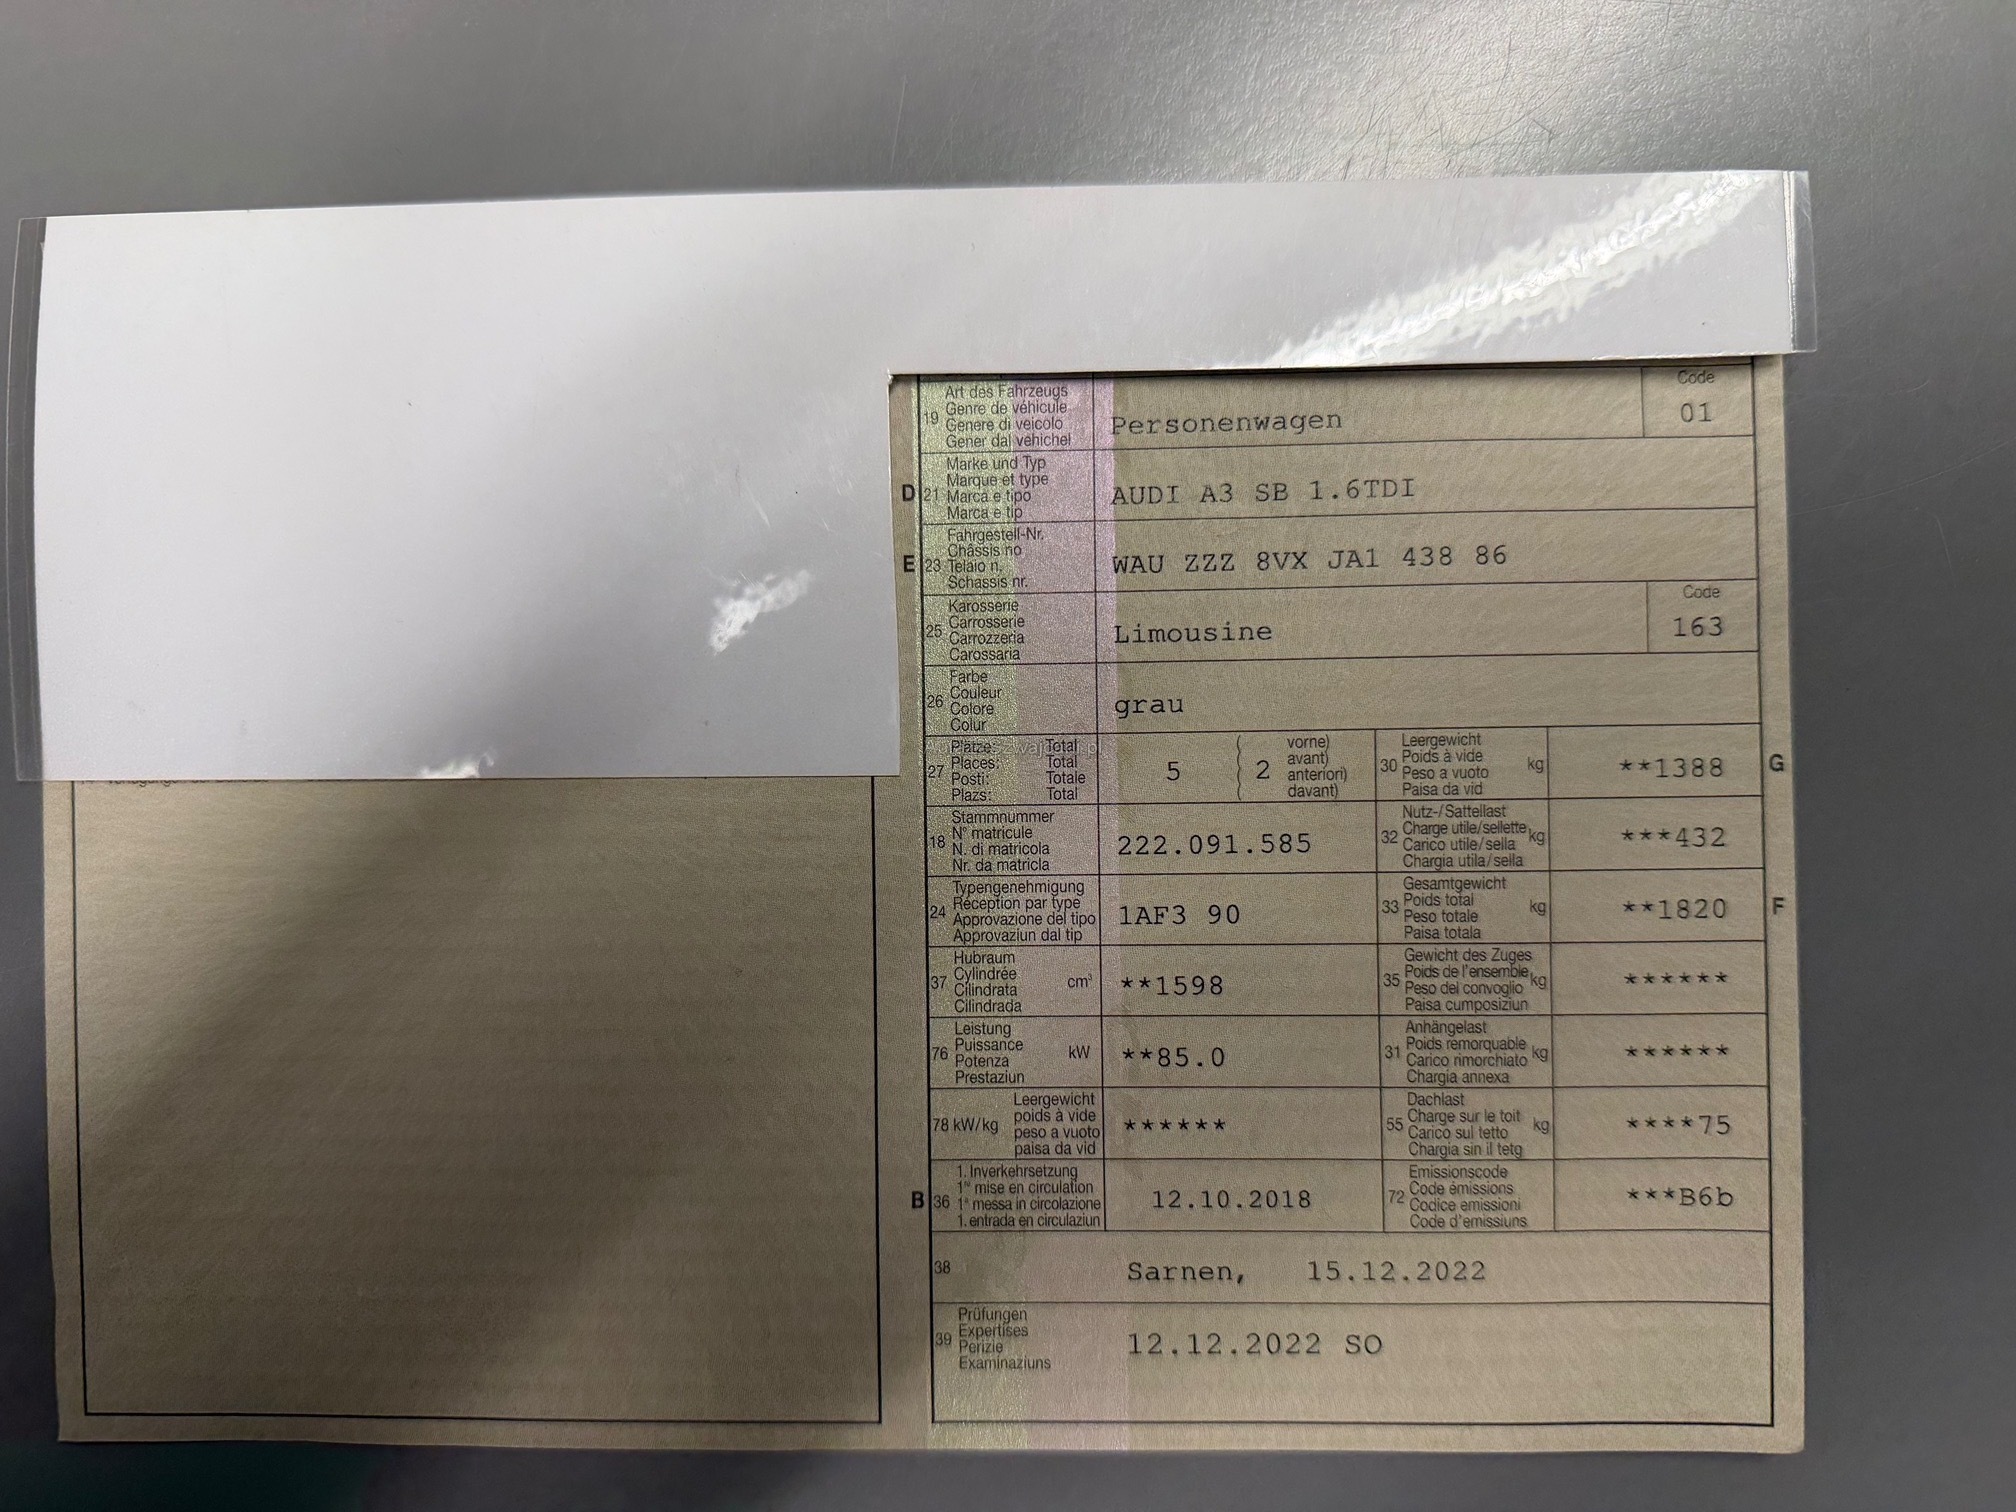 Art des Fahrzeugs
19 Genre de véhicule
Genere di veicolo
Gener dal vehichel
Personenwagen
Code
01
Marke und Typ
D 21 Marque et type
Marca e tipo
Marca e tip
AUDI A3 SB 1.6TDI
Fahrgestell-Nr.
Châssis no
E 23 Telaio n.
Schassis nr.
WAU ZZZ 8VX JA1 438 86
Karosserie
25 Carrosserie
Carrozzeria
Carossaria
Limousine
Code
163
Farbe
26 Couleur
Colore
Colur
grau
Plätze: Total
27 Places: Total
Posti: Totale
Plazs: Total
5
2
vorne)
avant)
anteriori)
davant)
Leergewicht
30 Poids à vide kg
Peso a vuoto
Paisa da vid
**1388 G
Stammnummer
18 N° matricule
N. di matricola
Nr. da matricla
222.091.585
Nutz-/Sattellast
32 Charge utile/sellette kg
Carico utile/sella
Chargia utila/sella
***432
Typengenehmigung
24 Réception par type
Approvazione del tipo
Approvaziun dal tip
1AF3 90
Gesamtgewicht
33 Poids total kg
Peso totale
Paisa totala
**1820 F
Hubraum
37 Cylindrée cm³
Cilindrata
Cilindrada
**1598
Gewicht des Zuges
35 Poids de l'ensemble kg
Peso del convoglio
Paisa cumposiziun
******
Leistung
76 Puissance kW
Potenza
Prestaziun
**85.0
Anhängelast
31 Poids remorquable kg
Carico rimorchiato
Chargia annexa
******
Leergewicht
78 kW/kg poids à vide
peso a vuoto
paisa da vid
******
Dachlast
55 Charge sur le toit kg
Carico sul tetto
Chargia sin il tetg
****75
1. Inverkehrsetzung
B 36 1re mise en circulation
1a messa in circolazione
1. entrada en circulaziun
12.10.2018
Emissionscode
72 Code émissions
Codice emissioni
Code d'emissiuns
***B6b
38 Sarnen, 15.12.2022
Prüfungen
39 Expertises
Perizie
Examinaziuns
12.12.2022 SO